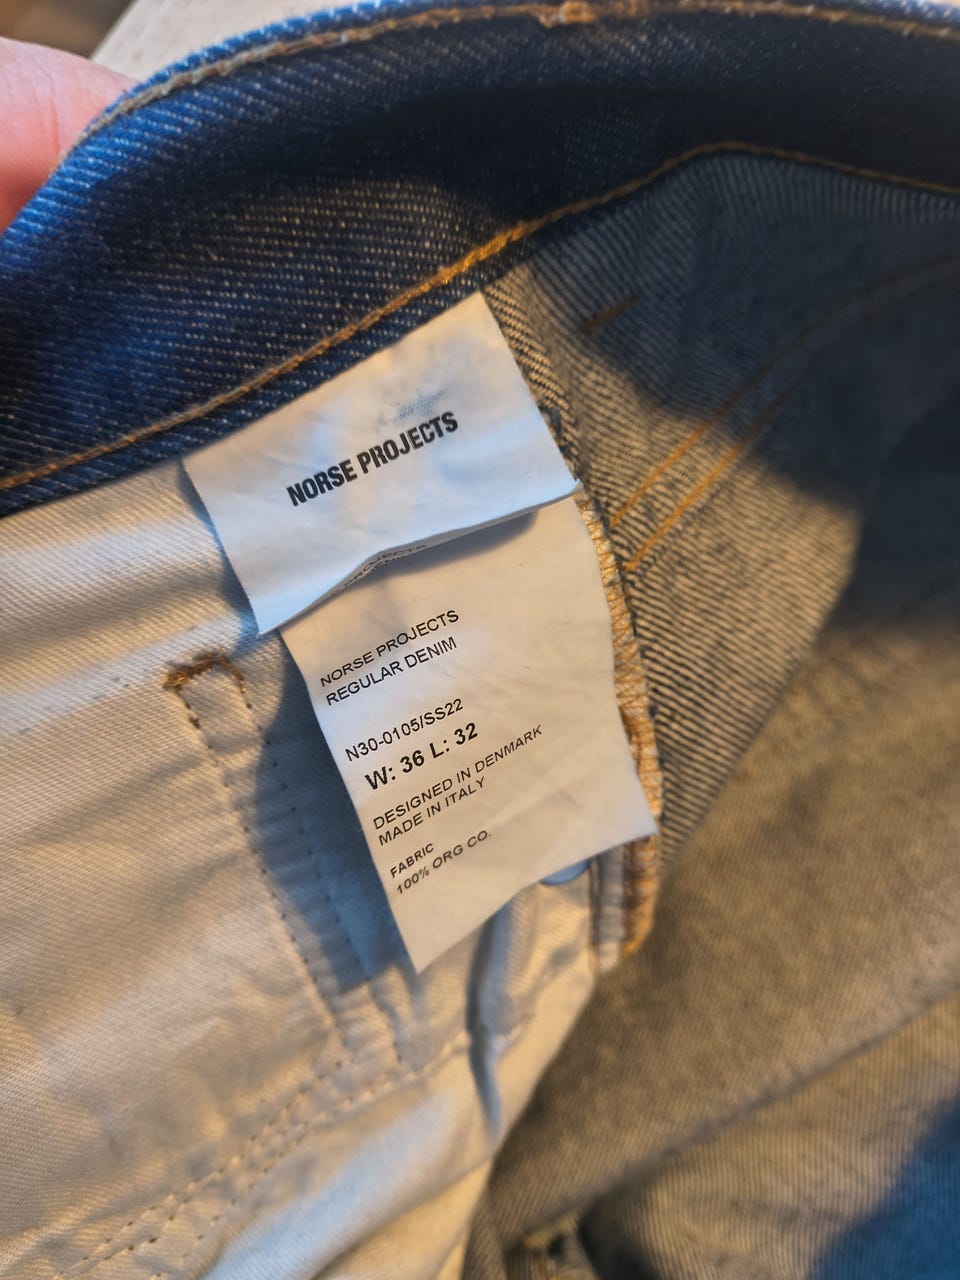 NORSE PROJECTS
NORSE PROJECTS
REGULAR DENIM
N30-0105/SS22
W: 36 L: 32
DESIGNED IN DENMARK
MADE IN ITALY
FABRIC
100% ORG CO.